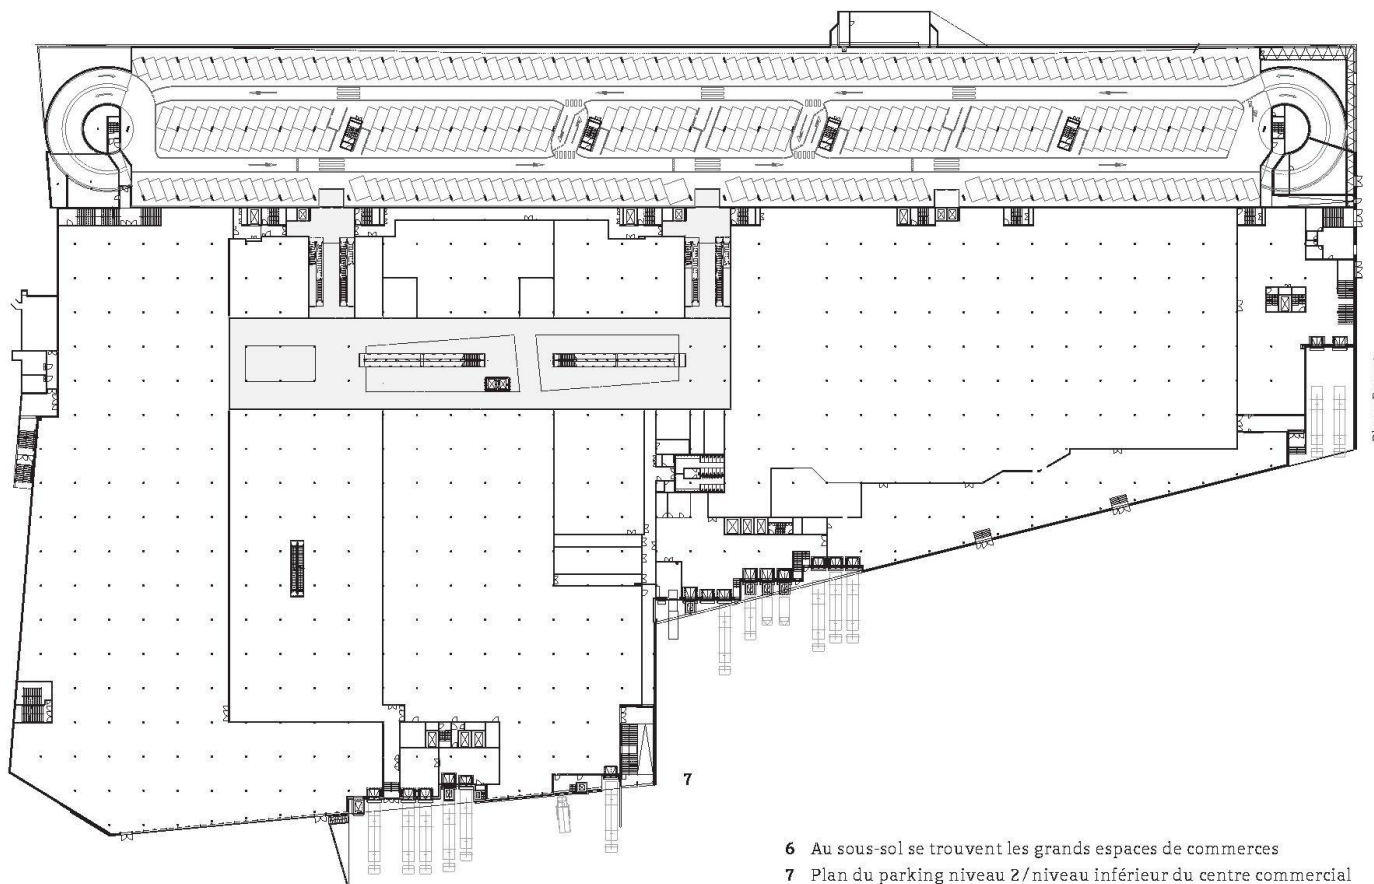 7
6 Au sous-sol se trouvent les grands espaces de commerces
7 Plan du parking niveau 2/niveau inférieur du centre commercial